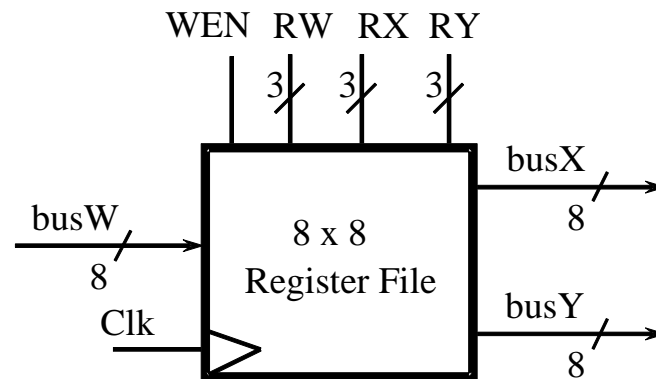 WEN RW RX RY
3 3 3
busX
8
busW
8
8 x 8
Register File
Clk
busY
8